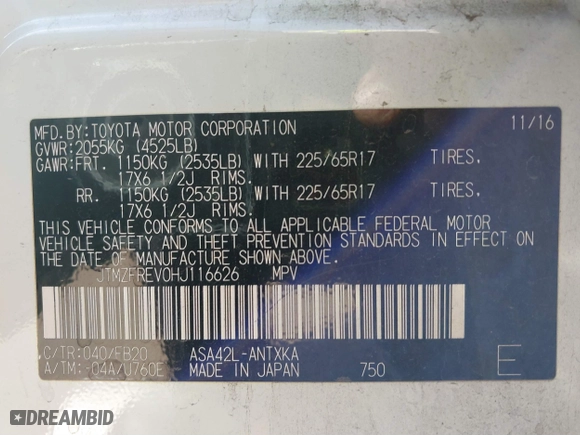 MFD.BY:TOYOTA MOTOR CORPORATION 11/16
GVWR:2055KG (4525LB)
GAWR:FRT. 1150KG (2535LB) WITH 225/65R17 TIRES,
17X6 1/2J RIMS.
RR. 1150KG (2535LB) WITH 225/65R17 TIRES,
17X6 1/2J RIMS.
THIS VEHICLE CONFORMS TO ALL APPLICABLE FEDERAL MOTOR
VEHICLE SAFETY AND THEFT PREVENTION STANDARDS IN EFFECT ON
THE DATE OF MANUFACTURE SHOWN ABOVE.
JTMZFREV0HJ116626 MPV
C/TR:040/FB20 ASA42L-ANTXKA
A/TM:-04A/U760E MADE IN JAPAN 750 E
DREAMBID